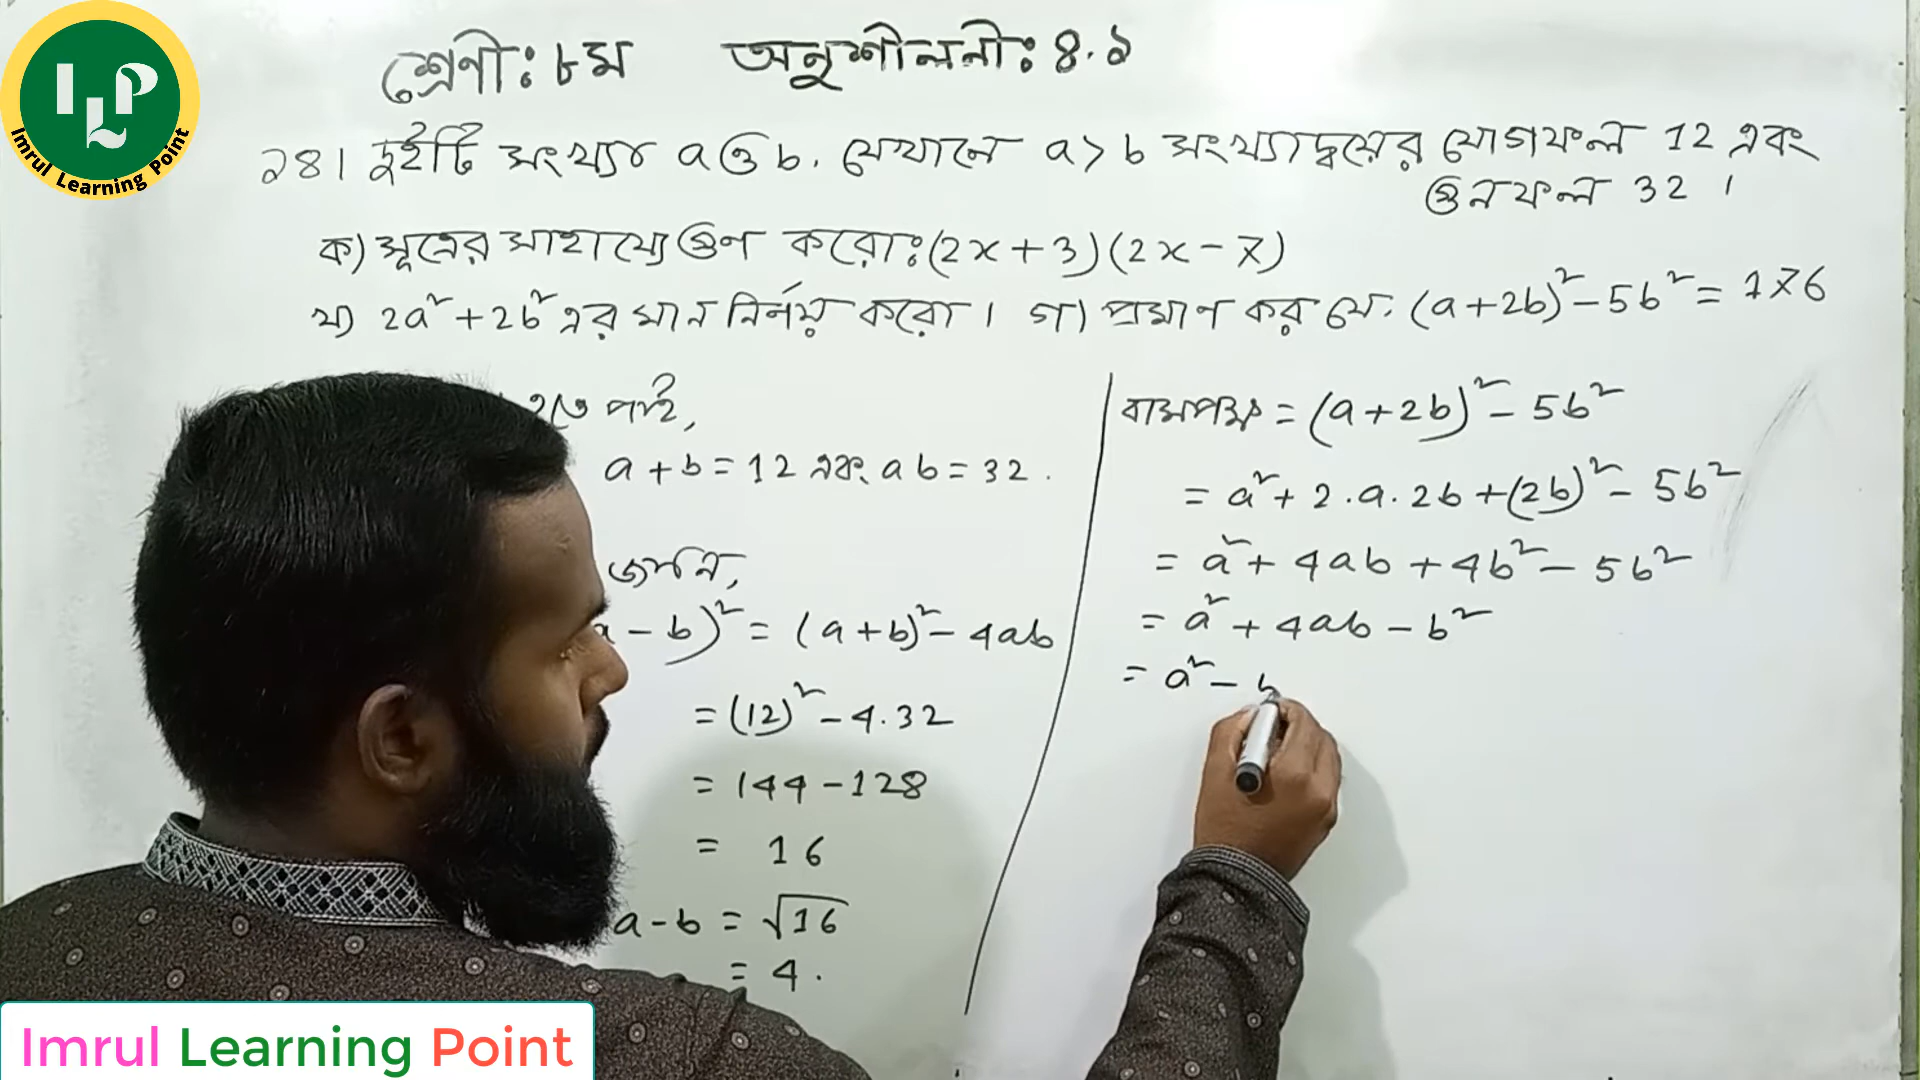 ILP
Imrul Learning Point
শ্রেণী: ৮ম অনুশীলনী: ৪.১
১৪। দুইটি সংখ্যা a ও b. যেখানে a > b সংখ্যাদ্বয়ের যোগফল 12 এবং
গুনফল 32 ।
ক) সূত্রের সাহায্যে গুণ করো: (2x + 3) (2x - 7)
খ) 2a² + 2b² এর মান নির্ণয় করো । গ) প্রমাণ কর যে, (a + 2b)² - 5b² = 176
হতে পাই,
a + b = 12 এবং ab = 32 .
জানি,
- b)² = (a + b)² - 4ab
= (12)² - 4.32
= 144 - 128
= 16
a - b = √16
= 4 .
বামপক্ষ = (a + 2b)² - 5b²
= a² + 2 . a . 2b + (2b)² - 5b²
= a² + 4ab + 4b² - 5b²
= a² + 4ab - b²
= a² -
Imrul Learning Point